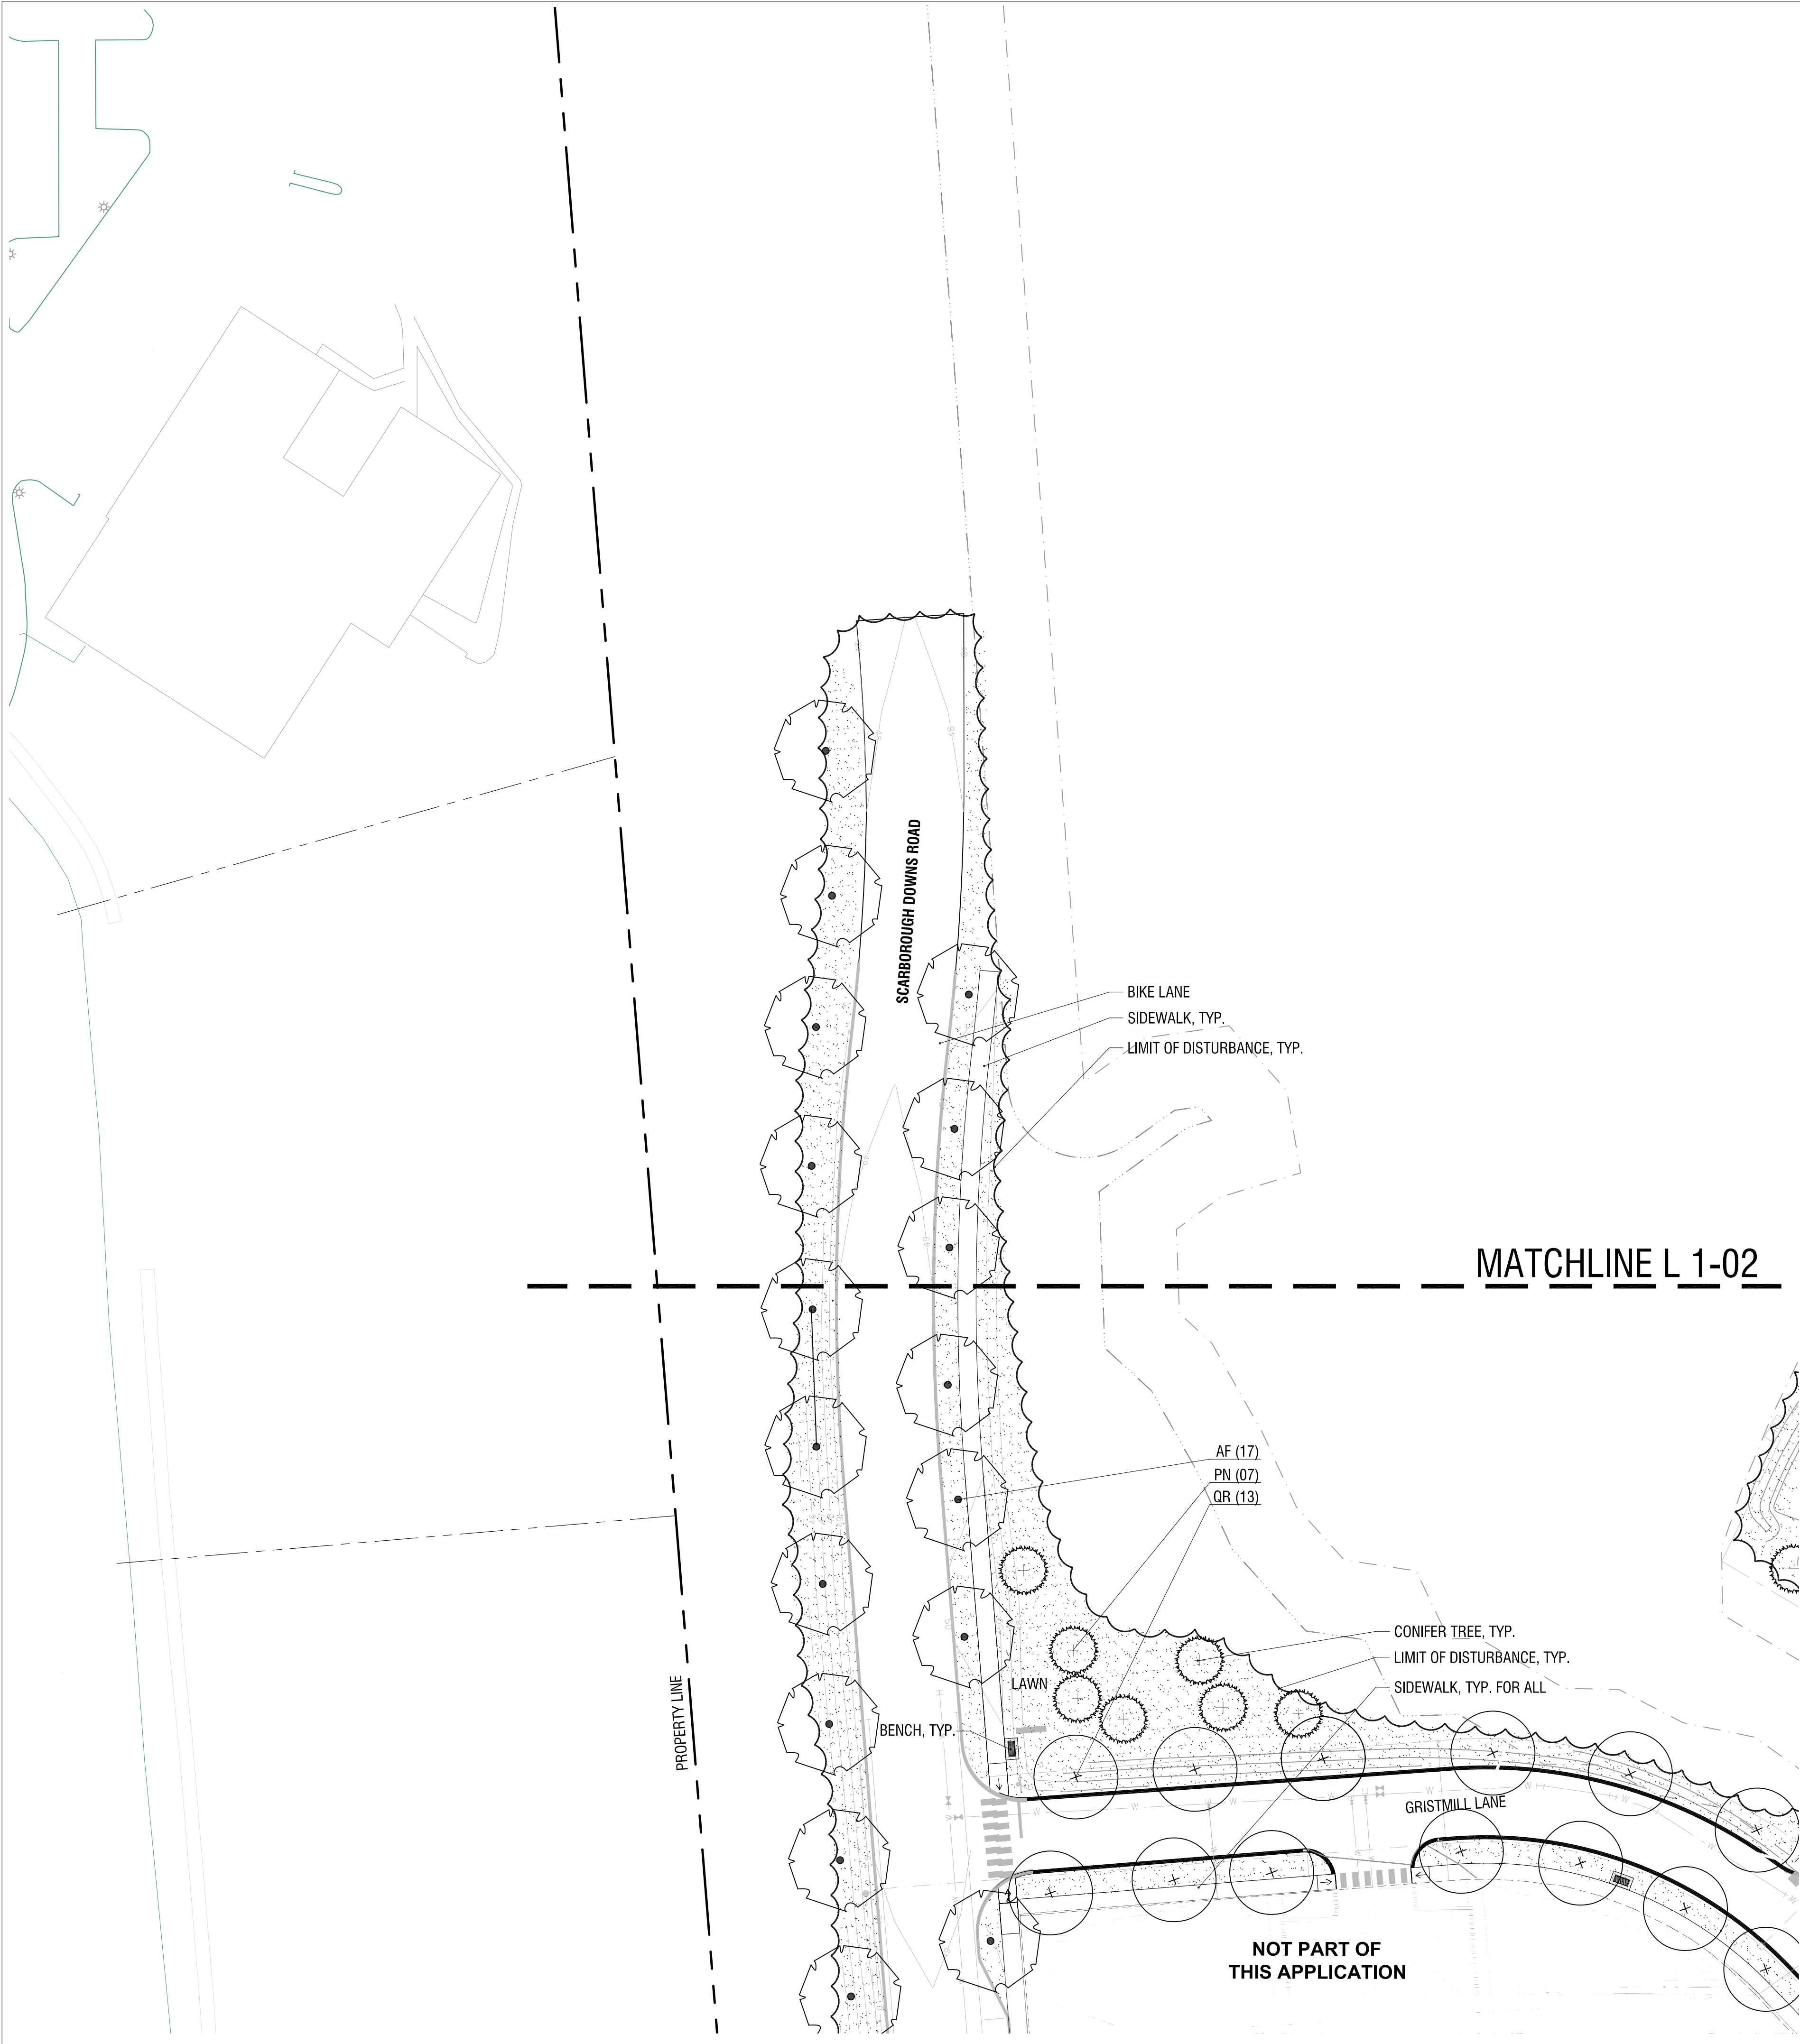 SCARBOROUGH DOWNS ROAD
BIKE LANE
SIDEWALK, TYP.
LIMIT OF DISTURBANCE, TYP.
MATCHLINE L 1-02
AF (17)
PN (07)
QR (13)
CONIFER TREE, TYP.
LIMIT OF DISTURBANCE, TYP.
SIDEWALK, TYP. FOR ALL
LAWN
BENCH, TYP.
PROPERTY LINE
GRISTMILL LANE
NOT PART OF
THIS APPLICATION